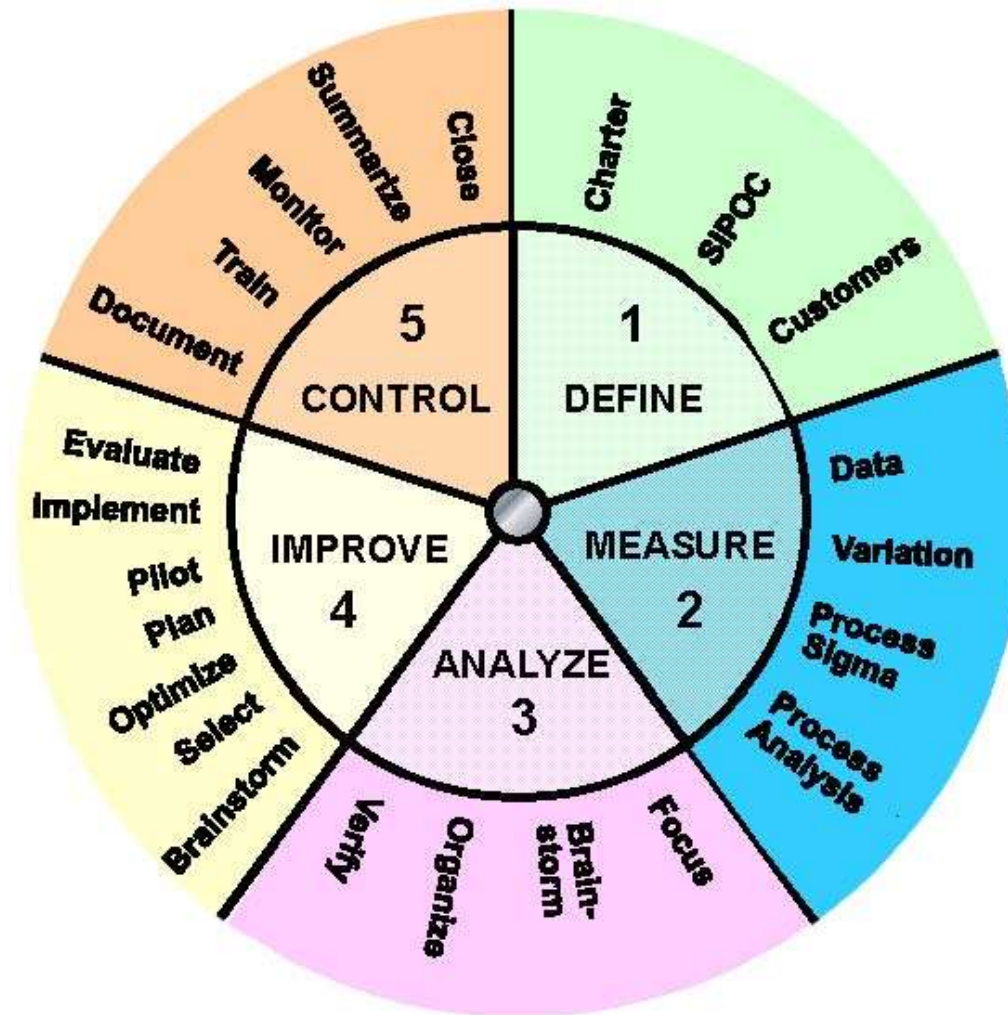 1
DEFINE
Charter
SIPOC
Customers
MEASURE
2
Data
Variation
Process
Sigma
Process
Analysis
ANALYZE
3
Focus
Brain-
storm
Organize
Verify
IMPROVE
4
Brainstorm
Select
Optimize
Plan
Pilot
Implement
Evaluate
5
CONTROL
Document
Train
Monitor
Summarize
Close